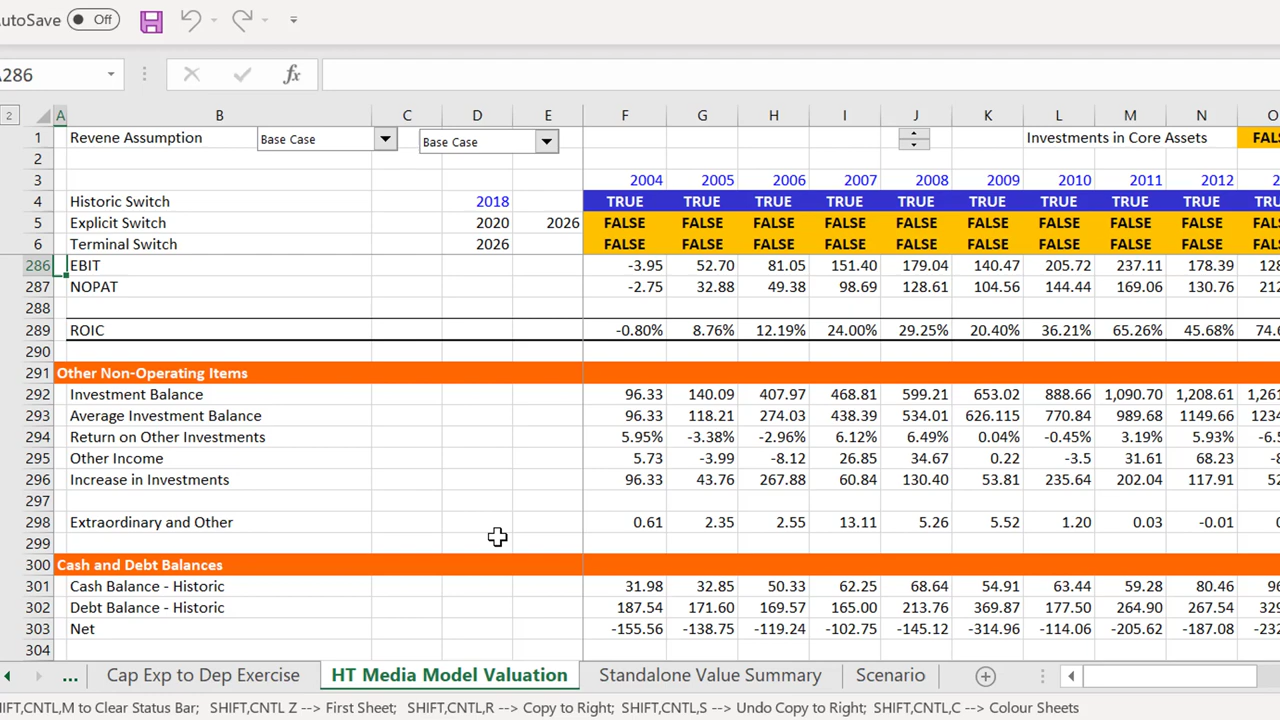 AutoSave Off
A286 fx
2 A B C D E F G H I J K L M N O
1 Revene Assumption Base Case Base Case Investments in Core Assets FALS
2
3 2004 2005 2006 2007 2008 2009 2010 2011 2012 2
4 Historic Switch 2018 TRUE TRUE TRUE TRUE TRUE TRUE TRUE TRUE TRUE TR
5 Explicit Switch 2020 2026 FALSE FALSE FALSE FALSE FALSE FALSE FALSE FALSE FALSE FAL
6 Terminal Switch 2026 FALSE FALSE FALSE FALSE FALSE FALSE FALSE FALSE FALSE FAL
286 EBIT -3.95 52.70 81.05 151.40 179.04 140.47 205.72 237.11 178.39 128
287 NOPAT -2.75 32.88 49.38 98.69 128.61 104.56 144.44 169.06 130.76 212
288
289 ROIC -0.80% 8.76% 12.19% 24.00% 29.25% 20.40% 36.21% 65.26% 45.68% 74.6
290
291 Other Non-Operating Items
292 Investment Balance 96.33 140.09 407.97 468.81 599.21 653.02 888.66 1,090.70 1,208.61 1,261
293 Average Investment Balance 96.33 118.21 274.03 438.39 534.01 626.115 770.84 989.68 1149.66 1234
294 Return on Other Investments 5.95% -3.38% -2.96% 6.12% 6.49% 0.04% -0.45% 3.19% 5.93% -6.5
295 Other Income 5.73 -3.99 -8.12 26.85 34.67 0.22 -3.5 31.61 68.23 -8
296 Increase in Investments 96.33 43.76 267.88 60.84 130.40 53.81 235.64 202.04 117.91 52
297
298 Extraordinary and Other 0.61 2.35 2.55 13.11 5.26 5.52 1.20 0.03 -0.01 0
299
300 Cash and Debt Balances
301 Cash Balance - Historic 31.98 32.85 50.33 62.25 68.64 54.91 63.44 59.28 80.46 96
302 Debt Balance - Historic 187.54 171.60 169.57 165.00 213.76 369.87 177.50 264.90 267.54 329
303 Net -155.56 -138.75 -119.24 -102.75 -145.12 -314.96 -114.06 -205.62 -187.08 -232
304
... Cap Exp to Dep Exercise HT Media Model Valuation Standalone Value Summary Scenario
HIFT,CNTL,M to Clear Status Bar; SHIFT,CNTL Z --> First Sheet; SHIFT,CNTL,R --> Copy to Right; SHIFT,CNTL,S --> Undo Copy to Right; SHIFT,CNTL,C --> Colour Sheets